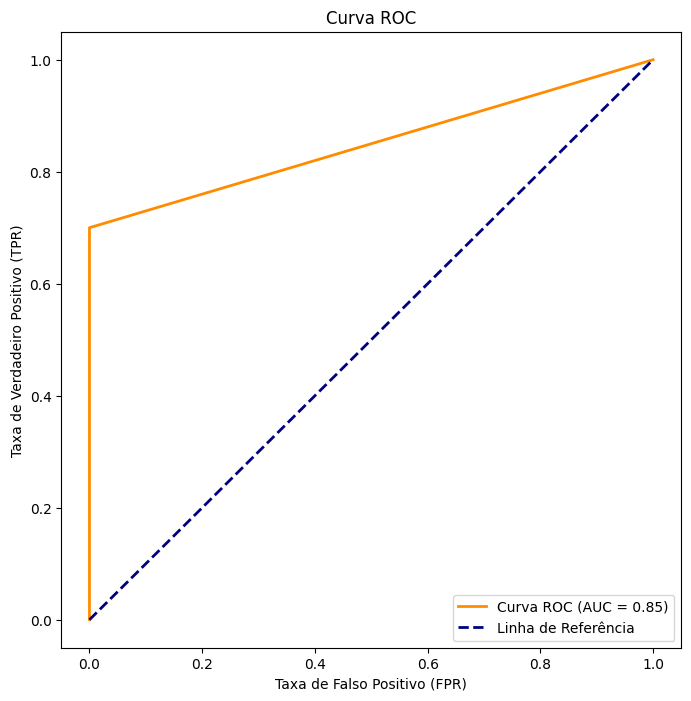 Curva ROC
1.0
0.8
0.6
0.4
0.2
0.0
Taxa de Verdadeiro Positivo (TPR)
Curva ROC (AUC = 0.85)
Linha de Referência
0.0 0.2 0.4 0.6 0.8 1.0
Taxa de Falso Positivo (FPR)